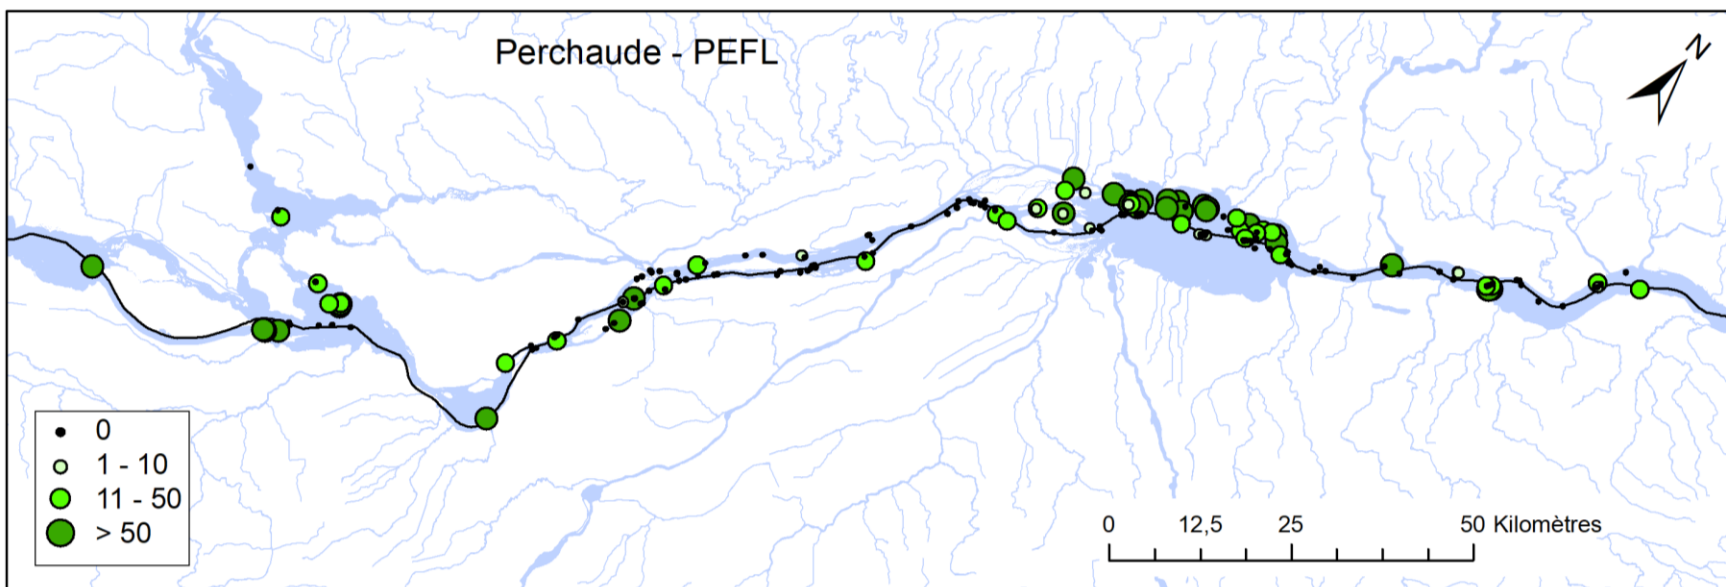 Perchaude - PEFL
N
0
1 - 10
11 - 50
> 50
0 12,5 25 50 Kilomètres